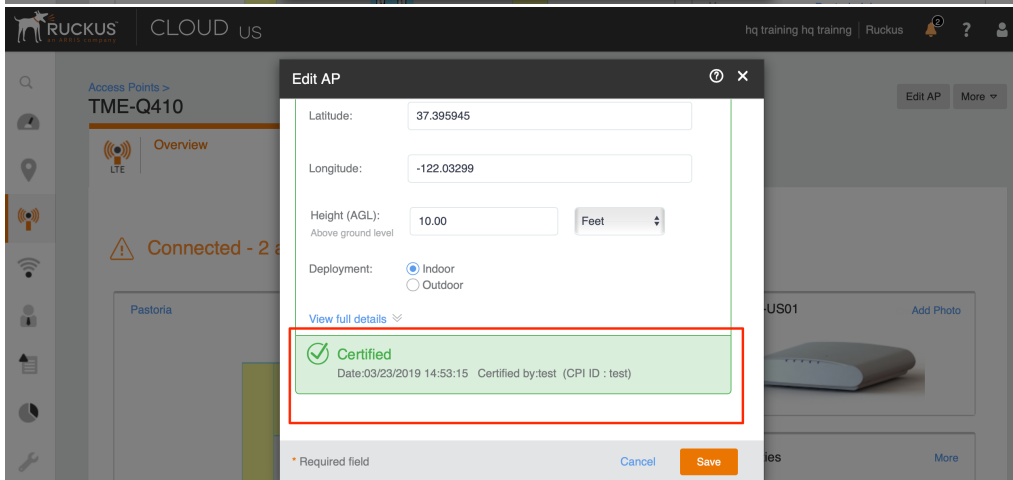 RUCKUS
an ARRIS company
CLOUD US
hq training hq trainng | Ruckus
2
?
Access Points >
TME-Q410
Edit AP
More
LTE
Overview
Connected - 2 a
Pastoria
-US01
Add Photo
ies
More
Edit AP
Latitude:
37.395945
Longitude:
-122.03299
Height (AGL):
Above ground level
10.00
Feet
Deployment:
Indoor
Outdoor
View full details
Certified
Date:03/23/2019 14:53:15 Certified by:test (CPI ID : test)
* Required field
Cancel
Save